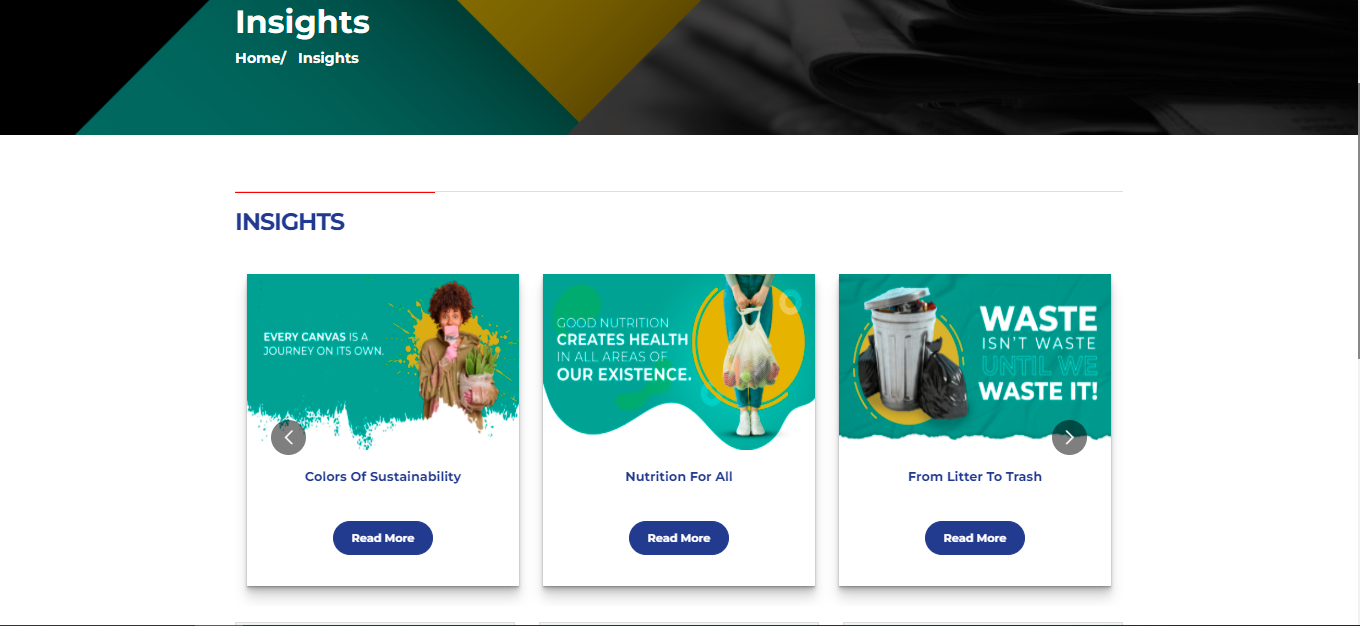 Insights
Home/ Insights
INSIGHTS
EVERY CANVAS IS A
JOURNEY ON ITS OWN.
Colors Of Sustainability
Read More
GOOD NUTRITION
CREATES HEALTH
IN ALL AREAS OF
OUR EXISTENCE.
Nutrition For All
Read More
WASTE
ISN'T WASTE
UNTIL WE
WASTE IT!
From Litter To Trash
Read More